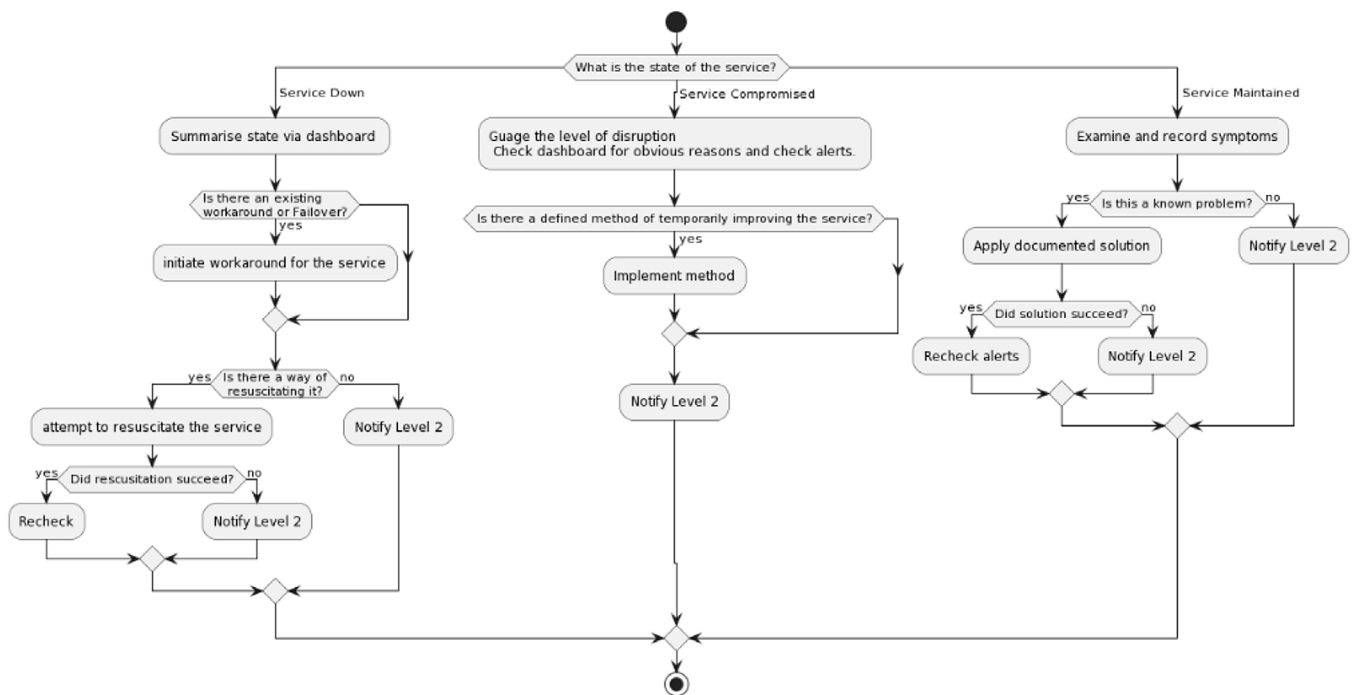 What is the state of the service?
Service Down
Summarise state via dashboard
Is there an existing
workaround or Failover?
yes
initiate workaround for the service
Is there a way of
resuscitating it?
yes
no
attempt to resuscitate the service
Notify Level 2
Did rescusitation succeed?
yes
no
Recheck
Notify Level 2
Service Compromised
Guage the level of disruption
Check dashboard for obvious reasons and check alerts.
Is there a defined method of temporarily improving the service?
yes
Implement method
Notify Level 2
Service Maintained
Examine and record symptoms
Is this a known problem?
yes
no
Apply documented solution
Notify Level 2
Did solution succeed?
yes
no
Recheck alerts
Notify Level 2